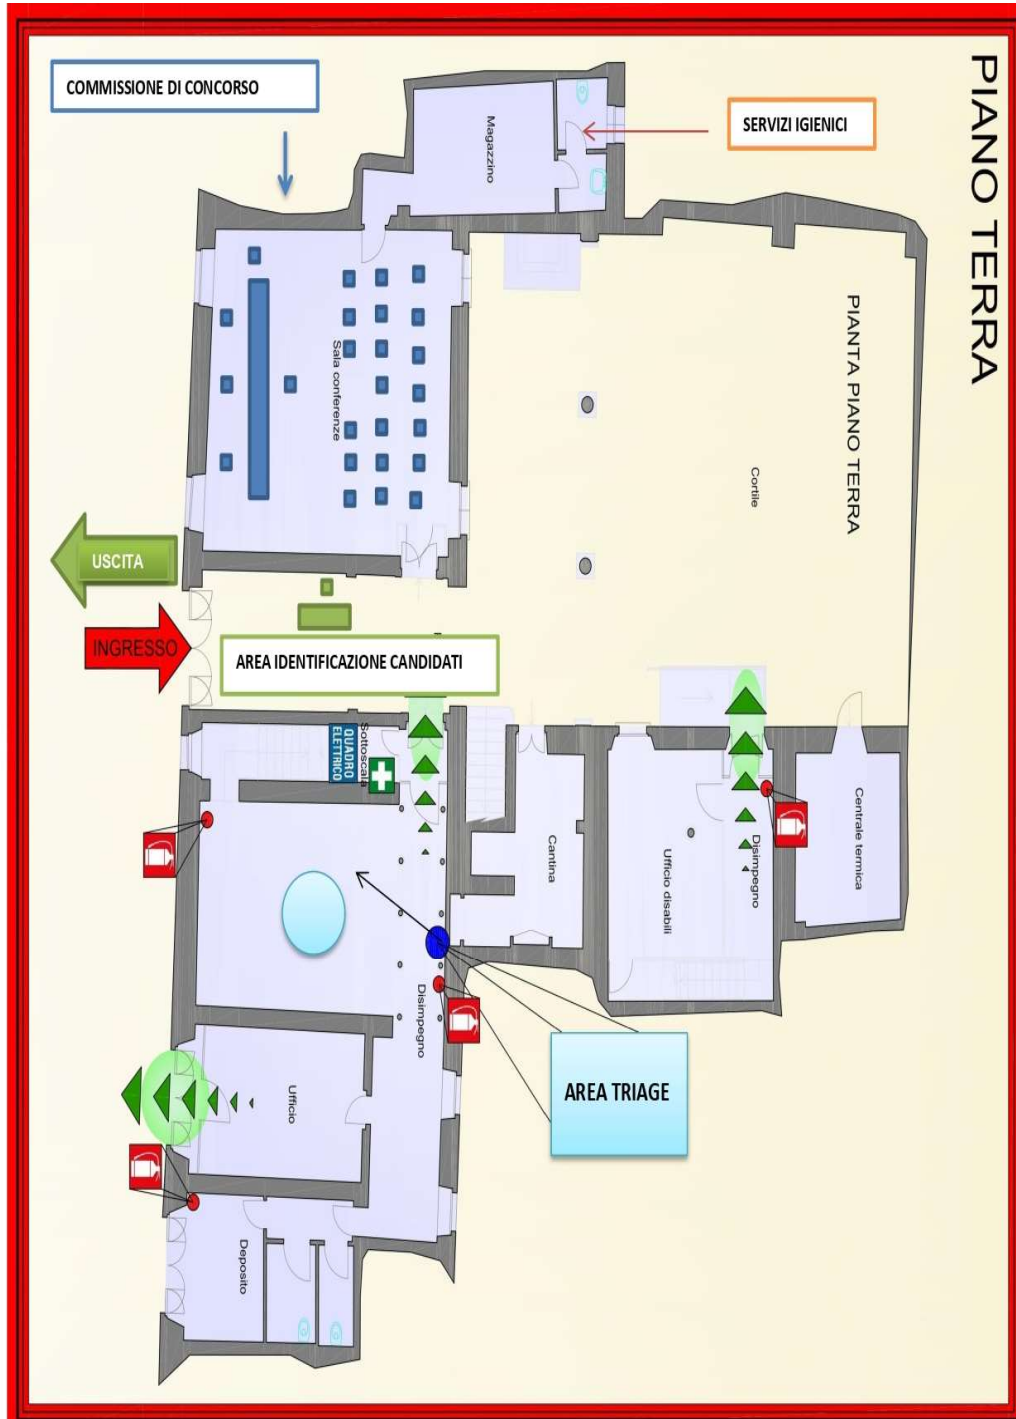 PIANO TERRA
COMMISSIONE DI CONCORSO
SERVIZI IGIENICI
Magazzino
PIANTA PIANO TERRA
Sala conferenze
Cortile
USCITA
INGRESSO
AREA IDENTIFICAZIONE CANDIDATI
Sottoscala
QUADRO
ELETTRICO
Cantina
Ufficio disabili
Disimpegno
Centrale termica
Disimpegno
AREA TRIAGE
Ufficio
Deposito